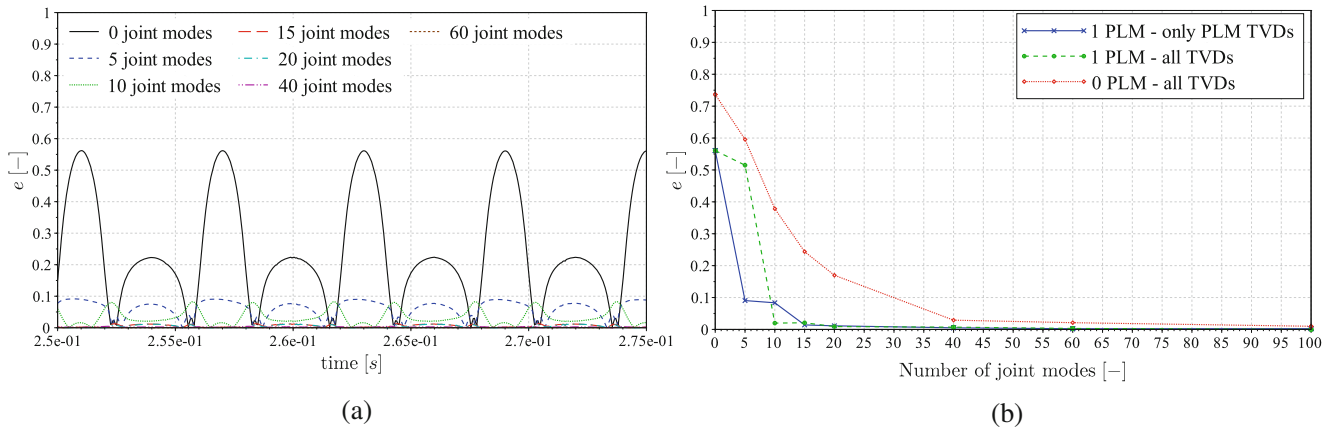 1
0.9
0.8
0.7
0.6
0.5
0.4
0.3
0.2
0.1
0
e [−]
0 joint modes
5 joint modes
10 joint modes
15 joint modes
20 joint modes
40 joint modes
60 joint modes
2.5e-01 2.55e-01 2.6e-01 2.65e-01 2.7e-01 2.75e-01
time [s]
(a)
1
0.9
0.8
0.7
0.6
0.5
0.4
0.3
0.2
0.1
0
e [−]
1 PLM - only PLM TVDs
1 PLM - all TVDs
0 PLM - all TVDs
0 5 10 15 20 25 30 35 40 45 50 55 60 65 70 75 80 85 90 95 100
Number of joint modes [−]
(b)